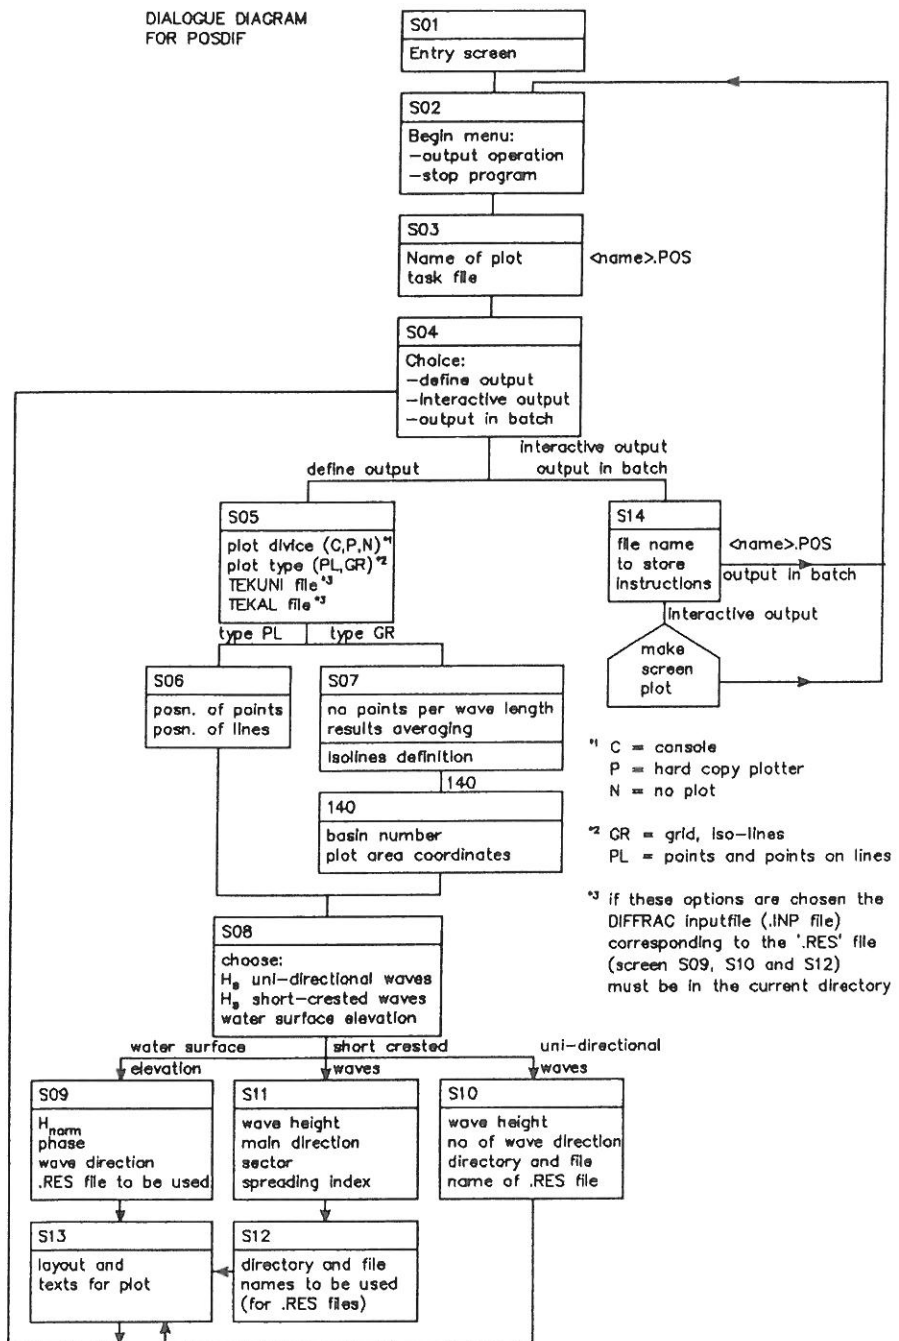 DIALOGUE DIAGRAM
FOR POSDIF
S01
Entry screen
S02
Begin menu:
-output operation
-stop program
S03
Name of plot
task file
<name>.POS
S04
Choice:
-define output
-interactive output
-output in batch
define output
interactive output
output in batch
S05
plot divice (C,P,N)*1
plot type (PL,GR)*2
TEKUNI file*3
TEKAL file*3
S14
file name
to store
instructions
<name>.POS
output in batch
interactive output
make
screen
plot
type PL
type GR
S06
posn. of points
posn. of lines
S07
no points per wave length
results averaging
isolines definition
140
140
basin number
plot area coordinates
*1 C = console
P = hard copy plotter
N = no plot
*2 GR = grid, iso-lines
PL = points and points on lines
*3 if these options are chosen the
DIFFRAC inputfile (.INP file)
corresponding to the '.RES' file
(screen S09, S10 and S12)
must be in the current directory
S08
choose:
Hs uni-directional waves
Hs short-crested waves
water surface elevation
water surface
elevation
short crested
waves
uni-directional
waves
S09
Hnorm
phase
wave direction
.RES file to be used
S11
wave height
main direction
sector
spreading index
S10
wave height
no of wave direction
directory and file
name of .RES file
S13
layout and
texts for plot
S12
directory and file
names to be used
(for .RES files)